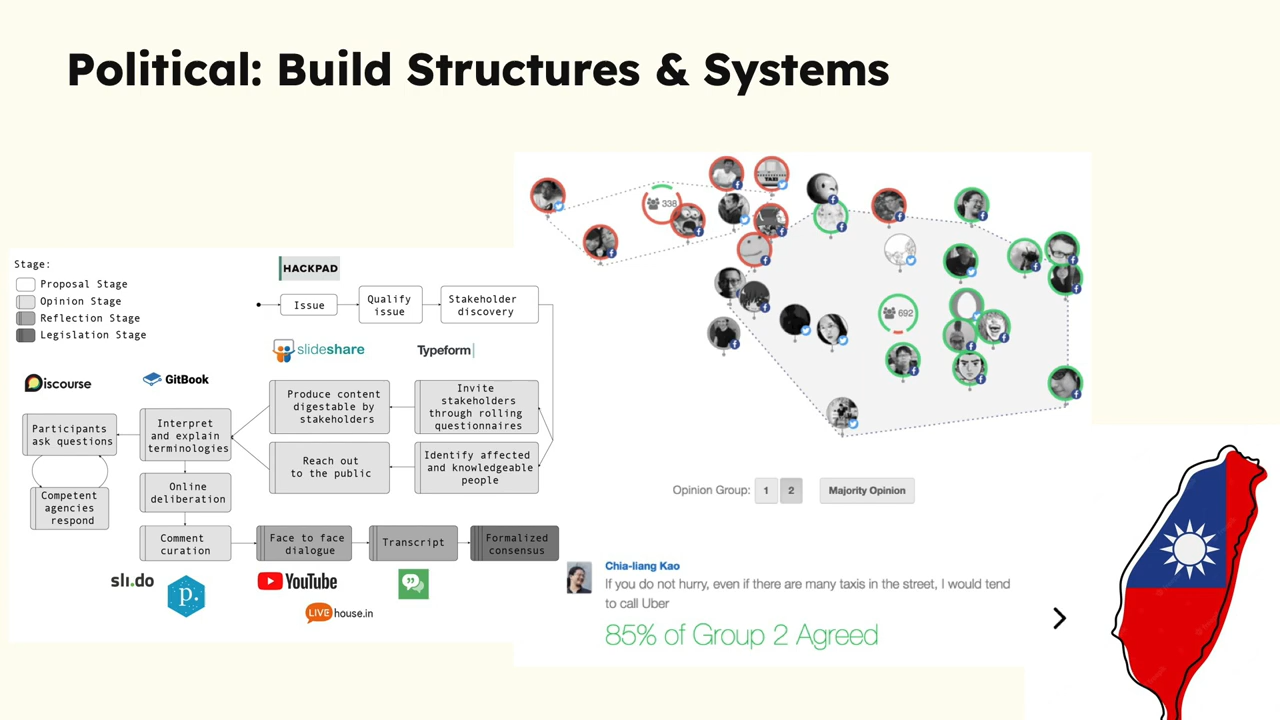 Political: Build Structures & Systems
Stage:
Proposal Stage
Opinion Stage
Reflection Stage
Legislation Stage
HACKPAD
Issue
Qualify
issue
Stakeholder
discovery
slideshare
Typeform
Discourse
GitBook
Participants
ask questions
Interpret
and explain
terminologies
Produce content
digestable by
stakeholders
Invite
stakeholders
through rolling
questionnaires
Reach out
to the public
Identify affected
and knowledgeable
people
Competent
agencies
respond
Online
deliberation
Comment
curation
Face to face
dialogue
Transcript
Formalized
consensus
sli.do
p.
YouTube
LIVE house.in
338
TAXI
692
Opinion Group: 1 2 Majority Opinion
Chia-liang Kao
If you do not hurry, even if there are many taxis in the street, I would tend
to call Uber
85% of Group 2 Agreed